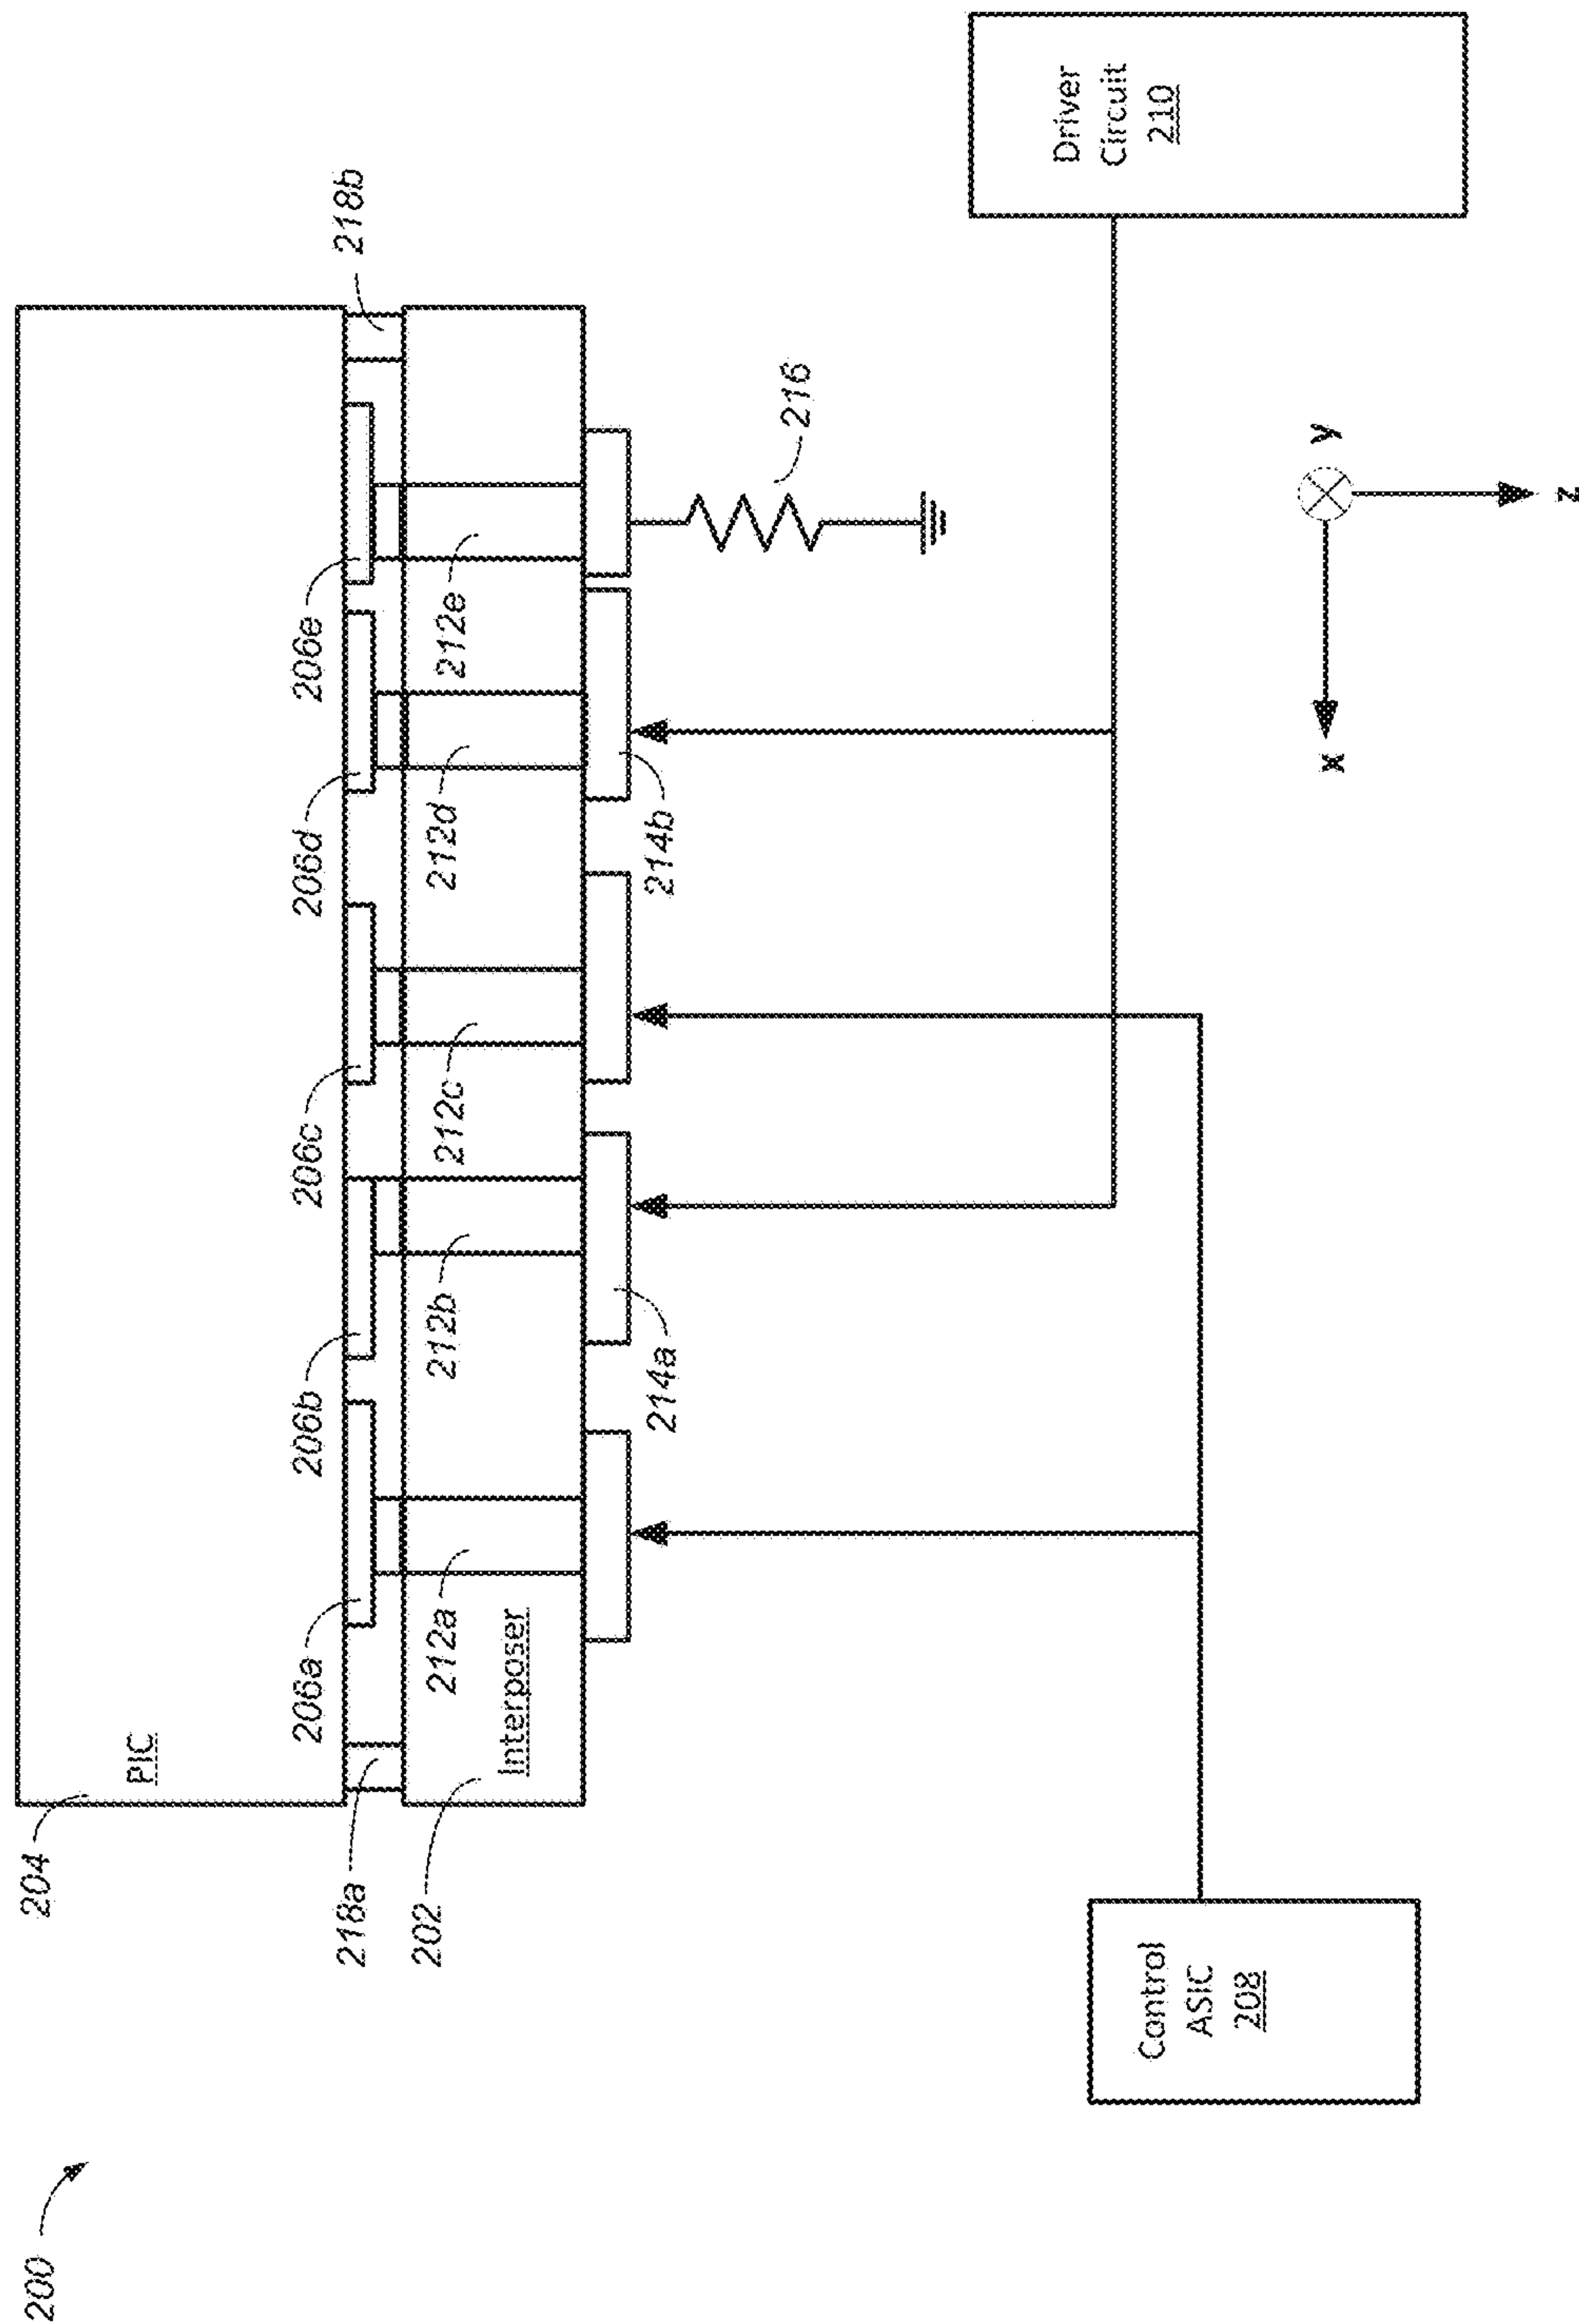 200
204
PIC
218a
206a
206b
206c
206d
206e
218b
202
Interposer
212a
212b
212c
212d
212e
214a
214b
216
Control
ASIC
208
Driver
Circuit
210
x
y
z